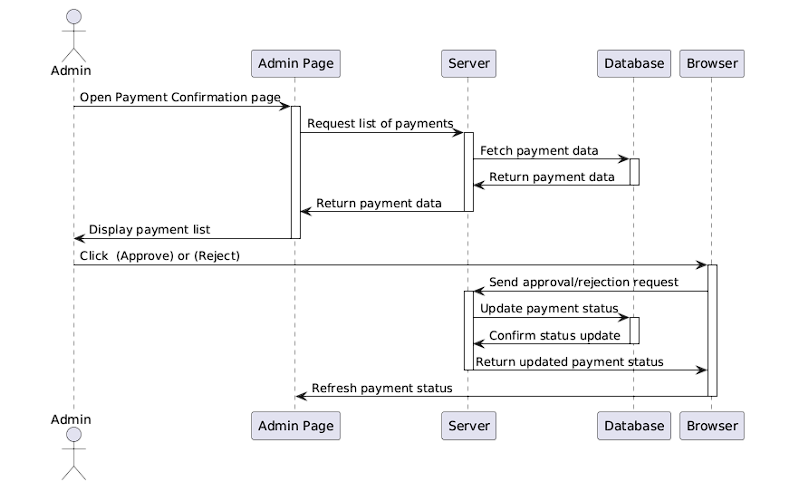 Admin
Admin Page
Server
Database
Browser
Open Payment Confirmation page
Request list of payments
Fetch payment data
Return payment data
Return payment data
Display payment list
Click  (Approve) or (Reject)
Send approval/rejection request
Update payment status
Confirm status update
Return updated payment status
Refresh payment status
Admin
Admin Page
Server
Database
Browser